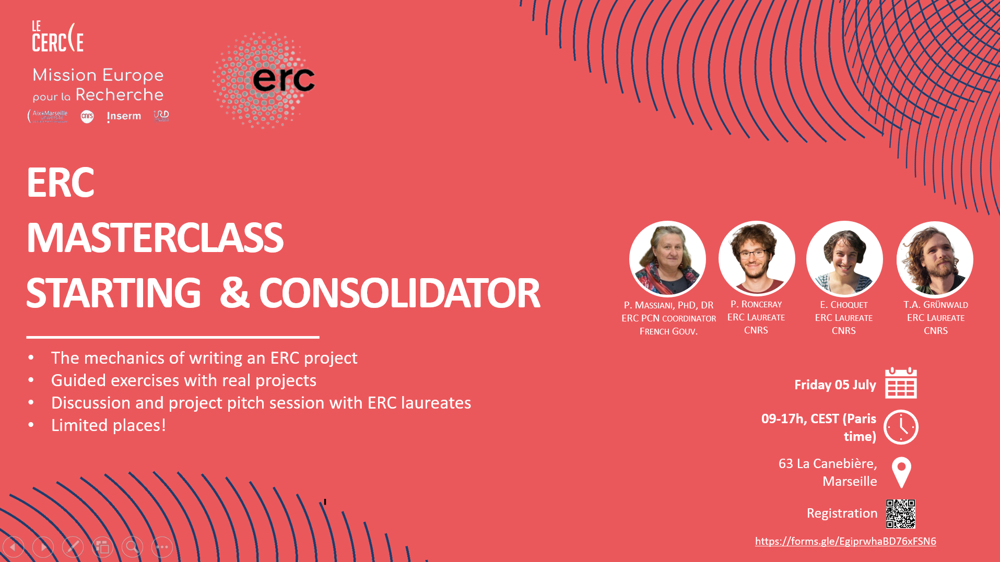 LE
CERCLE
Mission Europe
pour la Recherche
Aix*Marseille
université
cnrs
Inserm
IRD
erc
ERC
MASTERCLASS
STARTING & CONSOLIDATOR
• The mechanics of writing an ERC project
• Guided exercises with real projects
• Discussion and project pitch session with ERC laureates
• Limited places!
P. Massiani, PhD, DR
ERC PCN coordinator
French Gouv.
P. Ronceray
ERC Laureate
CNRS
E. Choquet
ERC Laureate
CNRS
T.A. Grünwald
ERC Laureate
CNRS
Friday 05 July
09-17h, CEST (Paris
time)
63 La Canebière,
Marseille
Registration
https://forms.gle/EgiprwhaBD76xFSN6